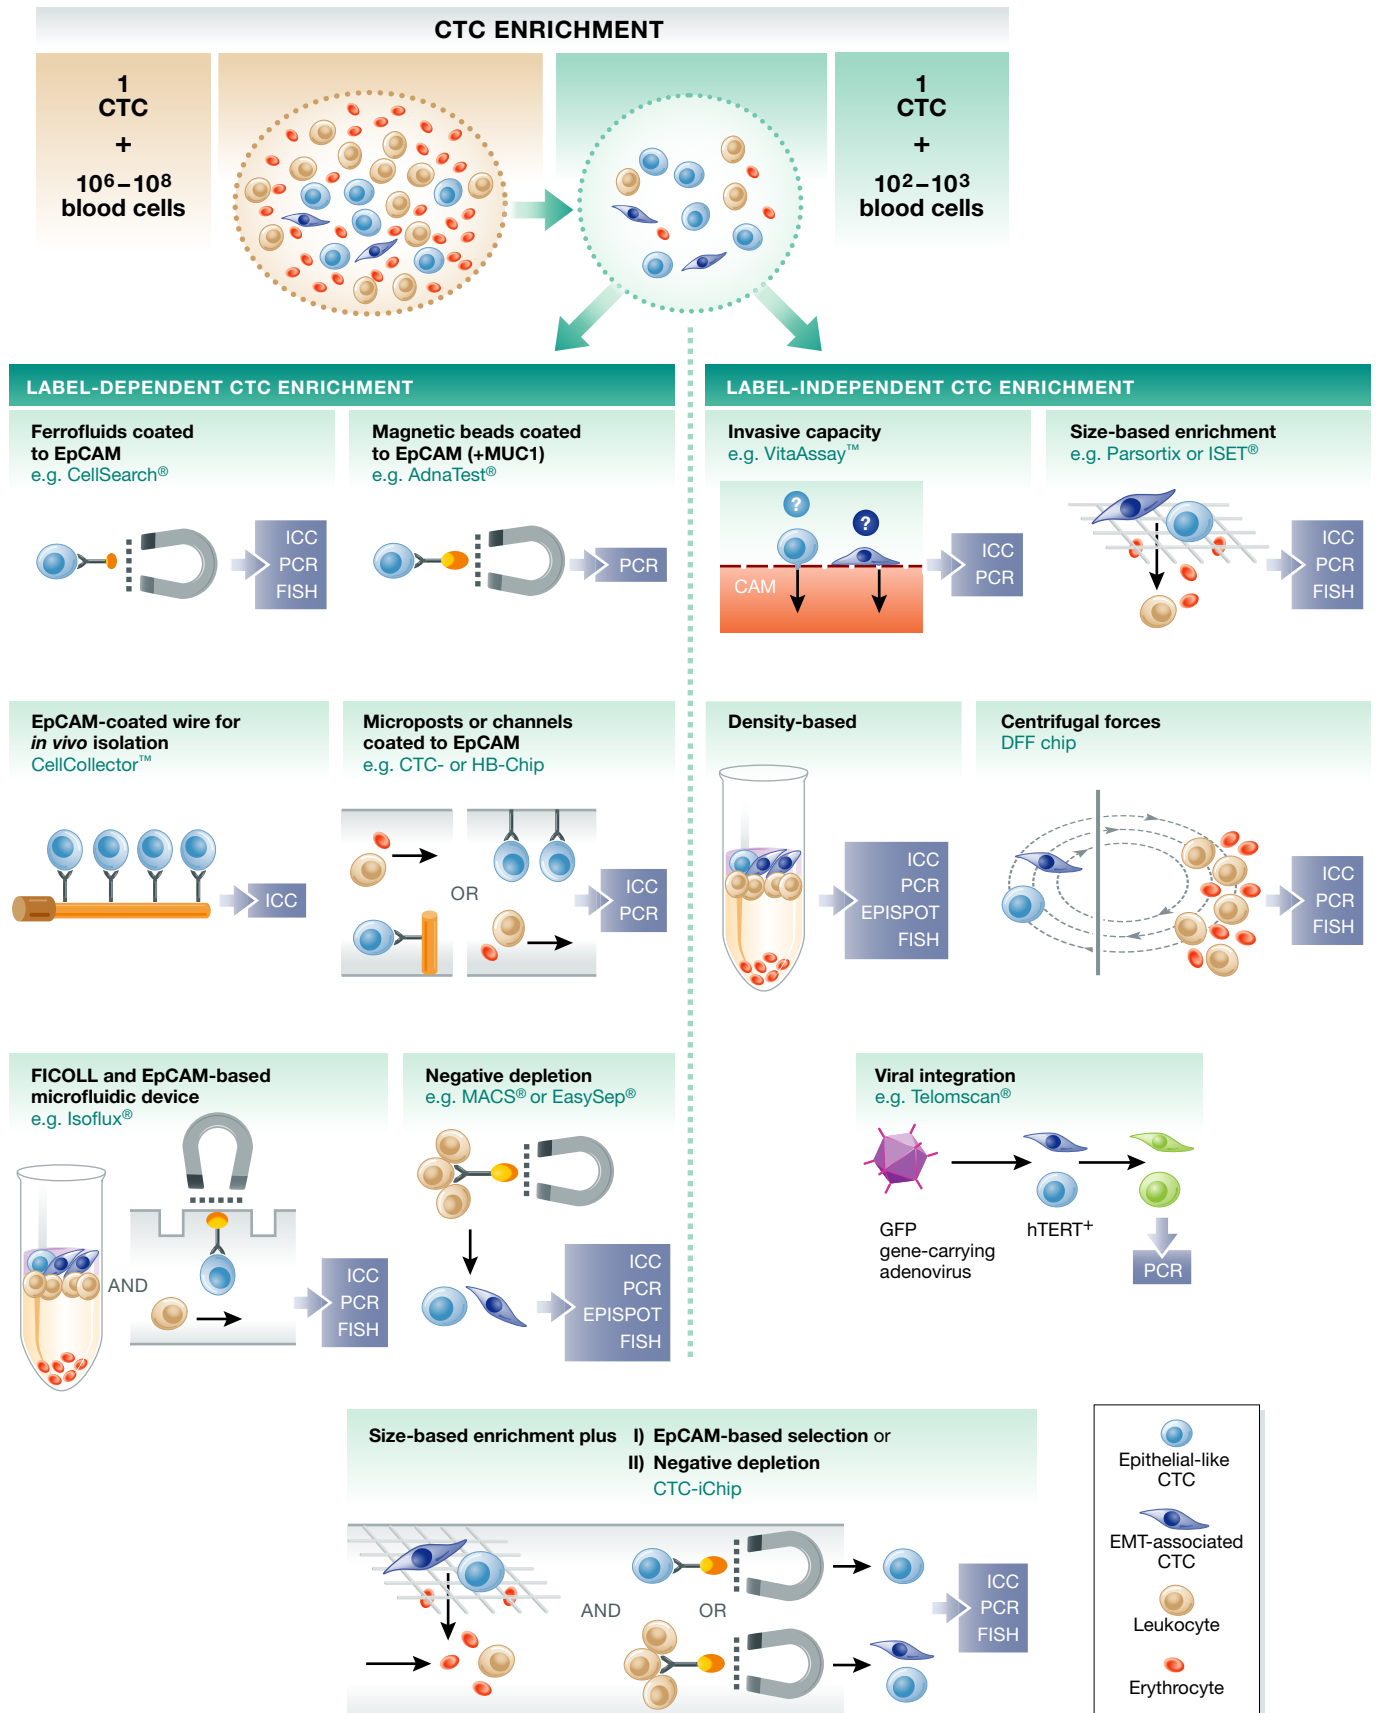 CTC ENRICHMENT
1
CTC
+
10⁶–10⁸
blood cells
1
CTC
+
10²–10³
blood cells
LABEL-DEPENDENT CTC ENRICHMENT
Ferrofluids coated
to EpCAM
e.g. CellSearch®
ICC
PCR
FISH
Magnetic beads coated
to EpCAM (+MUC1)
e.g. AdnaTest®
PCR
EpCAM-coated wire for
in vivo isolation
CellCollector™
ICC
Microposts or channels
coated to EpCAM
e.g. CTC- or HB-Chip
OR
ICC
PCR
FICOLL and EpCAM-based
microfluidic device
e.g. Isoflux®
AND
ICC
PCR
FISH
Negative depletion
e.g. MACS® or EasySep®
ICC
PCR
EPISPOT
FISH
LABEL-INDEPENDENT CTC ENRICHMENT
Invasive capacity
e.g. VitaAssay™
?
?
CAM
ICC
PCR
Size-based enrichment
e.g. Parsortix or ISET®
ICC
PCR
FISH
Density-based
ICC
PCR
EPISPOT
FISH
Centrifugal forces
DFF chip
ICC
PCR
FISH
Viral integration
e.g. Telomscan®
GFP
gene-carrying
adenovirus
hTERT⁺
PCR
Size-based enrichment plus I) EpCAM-based selection or
II) Negative depletion
CTC-iChip
AND
OR
ICC
PCR
FISH
Epithelial-like
CTC
EMT-associated
CTC
Leukocyte
Erythrocyte